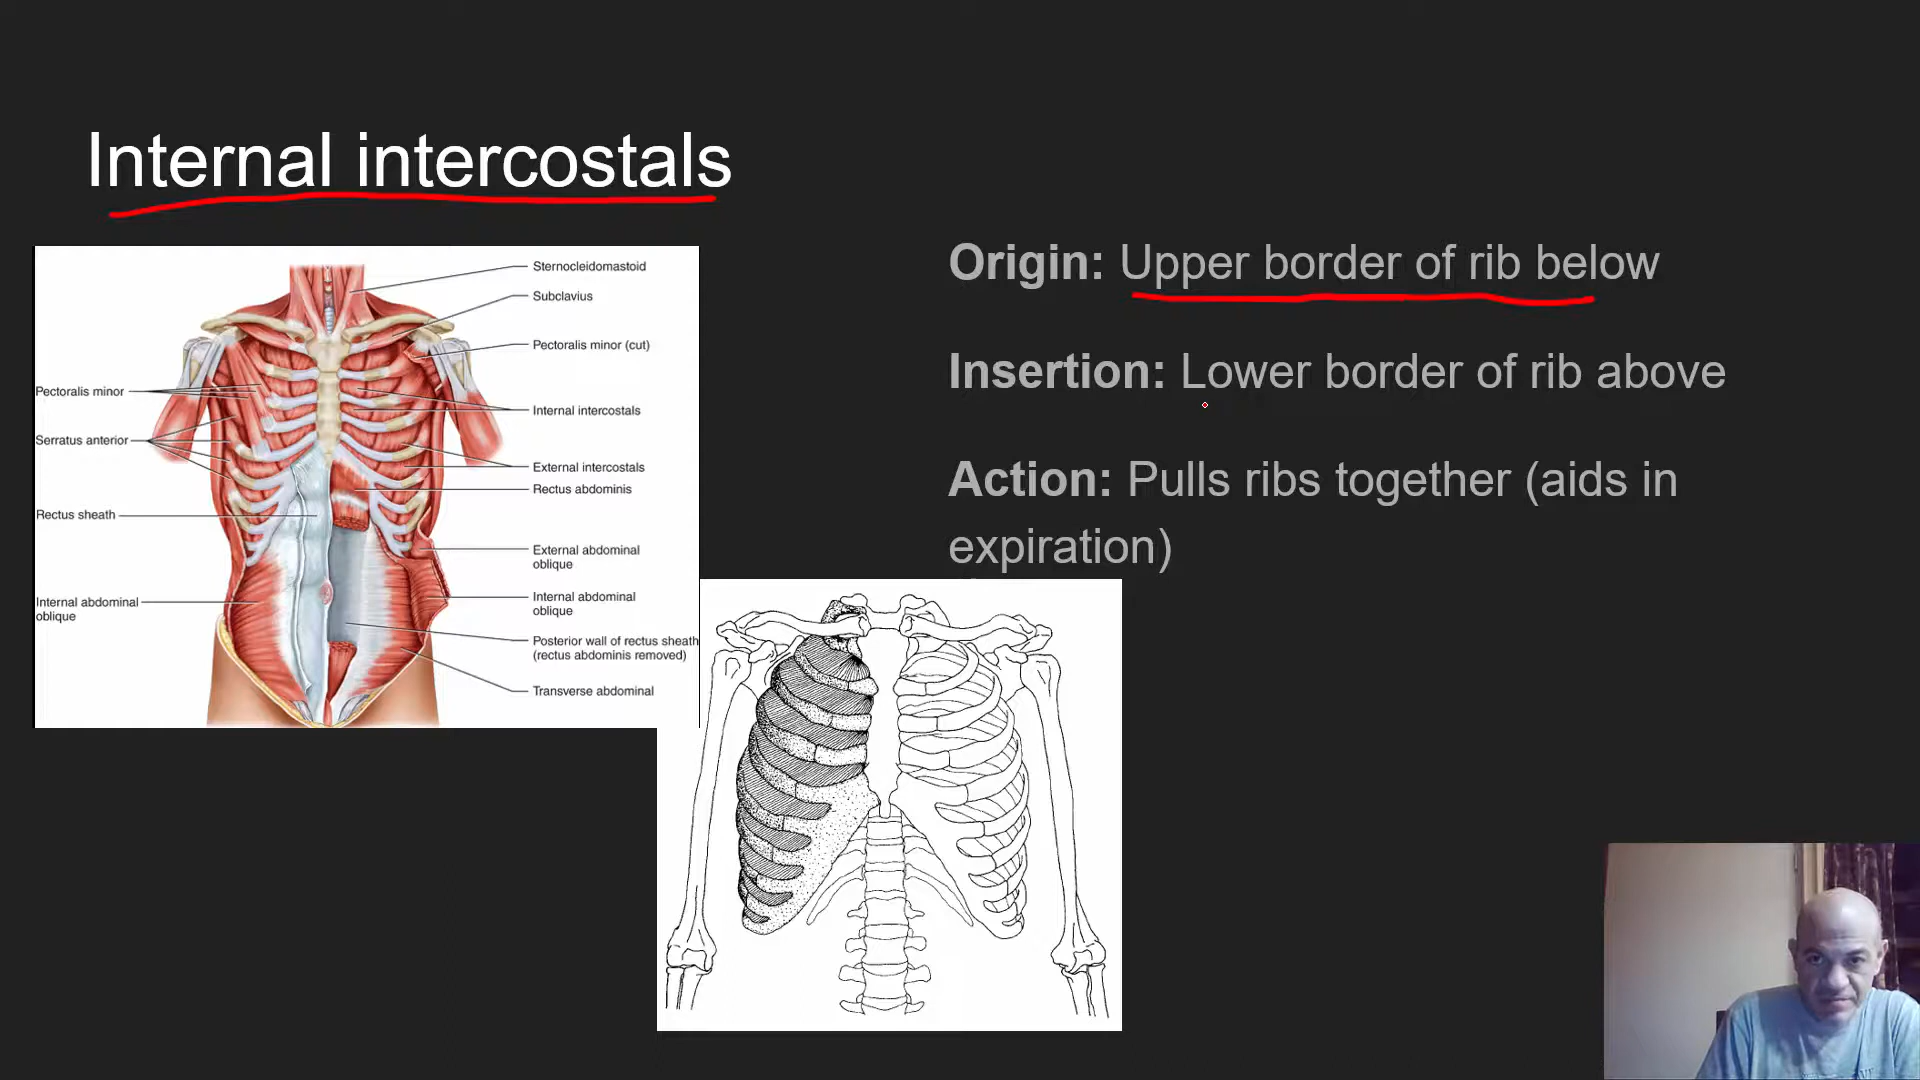 Internal intercostals
Origin: Upper border of rib below
Insertion: Lower border of rib above
Action: Pulls ribs together (aids in
expiration)
Sternocleidomastoid
Subclavius
Pectoralis minor (cut)
Pectoralis minor
Internal intercostals
Serratus anterior
External intercostals
Rectus abdominis
Rectus sheath
External abdominal
oblique
Internal abdominal
oblique
Internal abdominal
oblique
Posterior wall of rectus sheath
(rectus abdominis removed)
Transverse abdominal